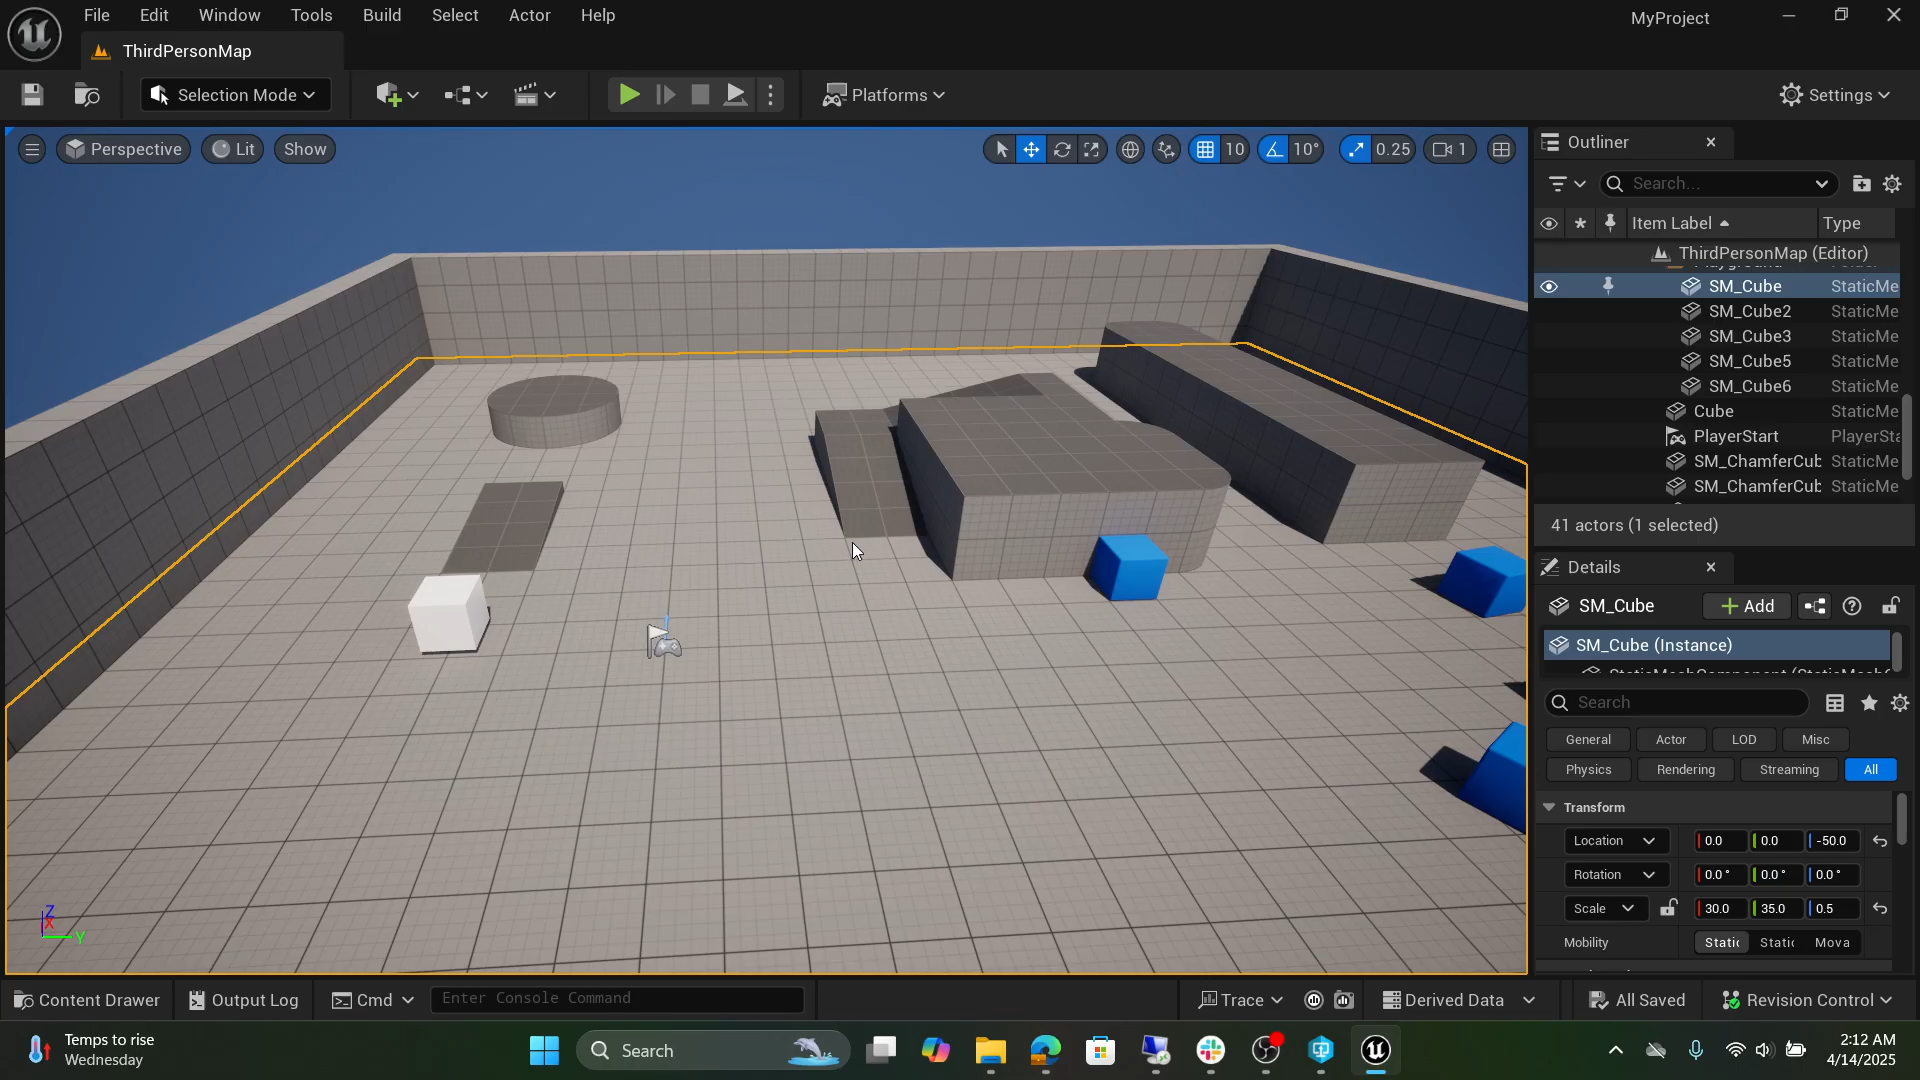 File Edit Window Tools Build Select Actor Help
MyProject
ThirdPersonMap
Selection Mode
Platforms
Settings
Perspective Lit Show
10 10° 0.25 1
Outliner
Search...
Item Label Type
ThirdPersonMap (Editor)
SM_Cube StaticMe
SM_Cube2 StaticMe
SM_Cube3 StaticMe
SM_Cube5 StaticMe
SM_Cube6 StaticMe
Cube StaticMe
PlayerStart PlayerSta
SM_ChamferCub StaticMe
SM_ChamferCub StaticMe
41 actors (1 selected)
Details
SM_Cube Add
SM_Cube (Instance)
Search
General Actor LOD Misc
Physics Rendering Streaming All
Transform
Location 0.0 0.0 -50.0
Rotation 0.0° 0.0° 0.0°
Scale 30.0 35.0 0.5
Mobility Static Static Mova
Z
X
Y
Content Drawer Output Log Cmd Enter Console Command
Trace Derived Data All Saved Revision Control
Temps to rise
Wednesday
Search
2:12 AM
4/14/2025